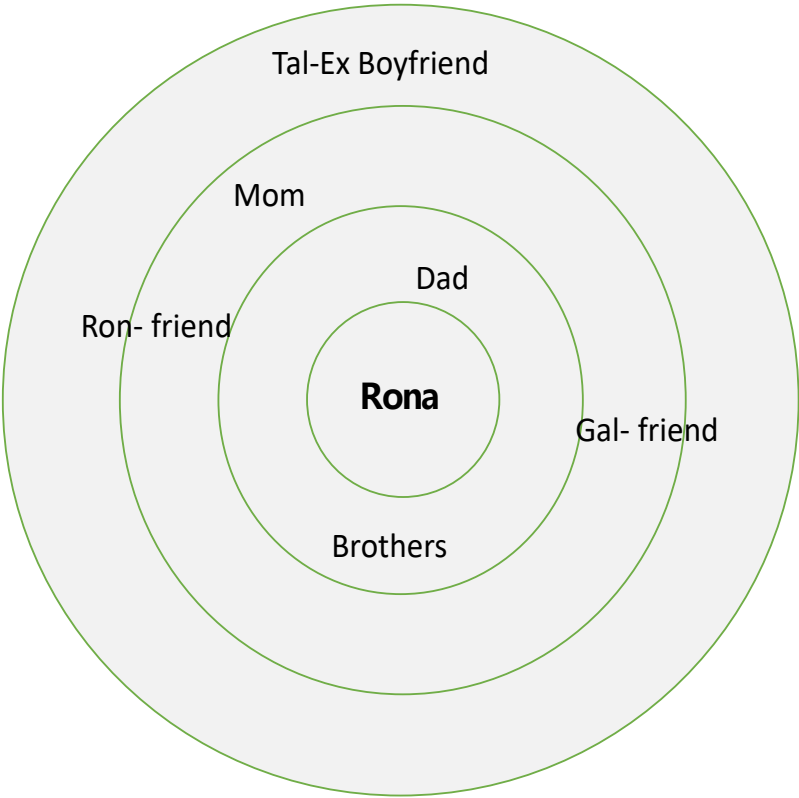 Tal-Ex Boyfriend
Mom
Dad
Ron- friend
Rona
Gal- friend
Brothers